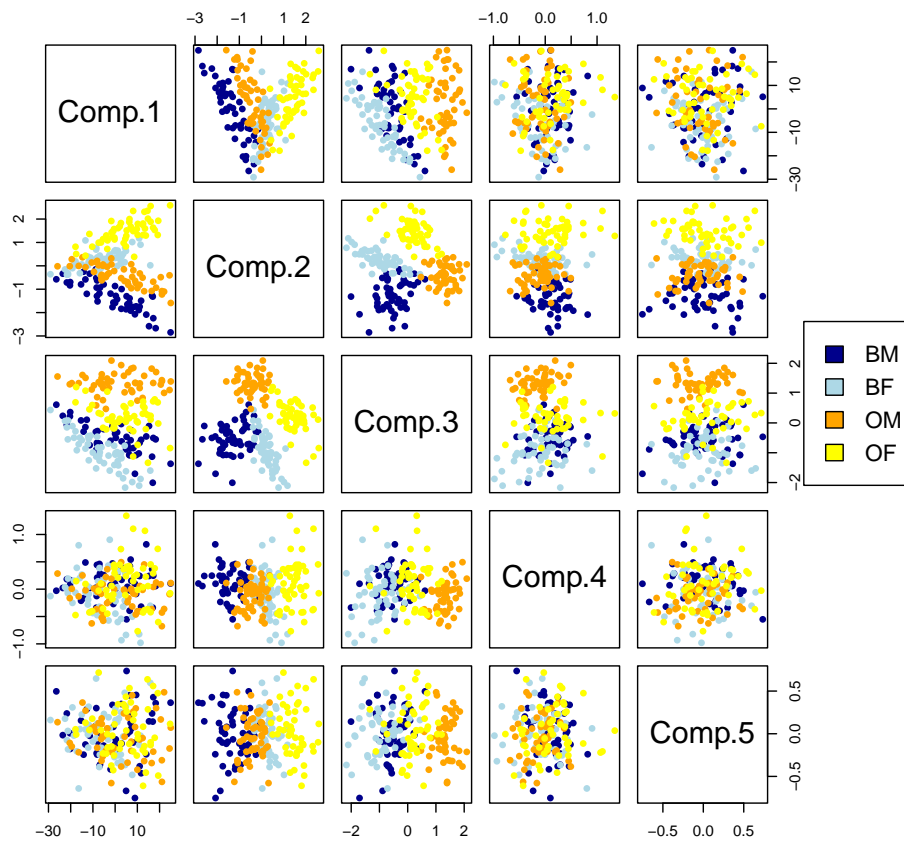 −3 −1 1 2
−1.0 0.0 1.0
Comp.1
−30 −10 10
−3 −1 1 2
Comp.2
Comp.3
−2 0 1 2
BM
BF
OM
OF
−1.0 0.0 1.0
Comp.4
Comp.5
−0.5 0.0 0.5
−30 −10 10
−2 −1 0 1 2
−0.5 0.0 0.5